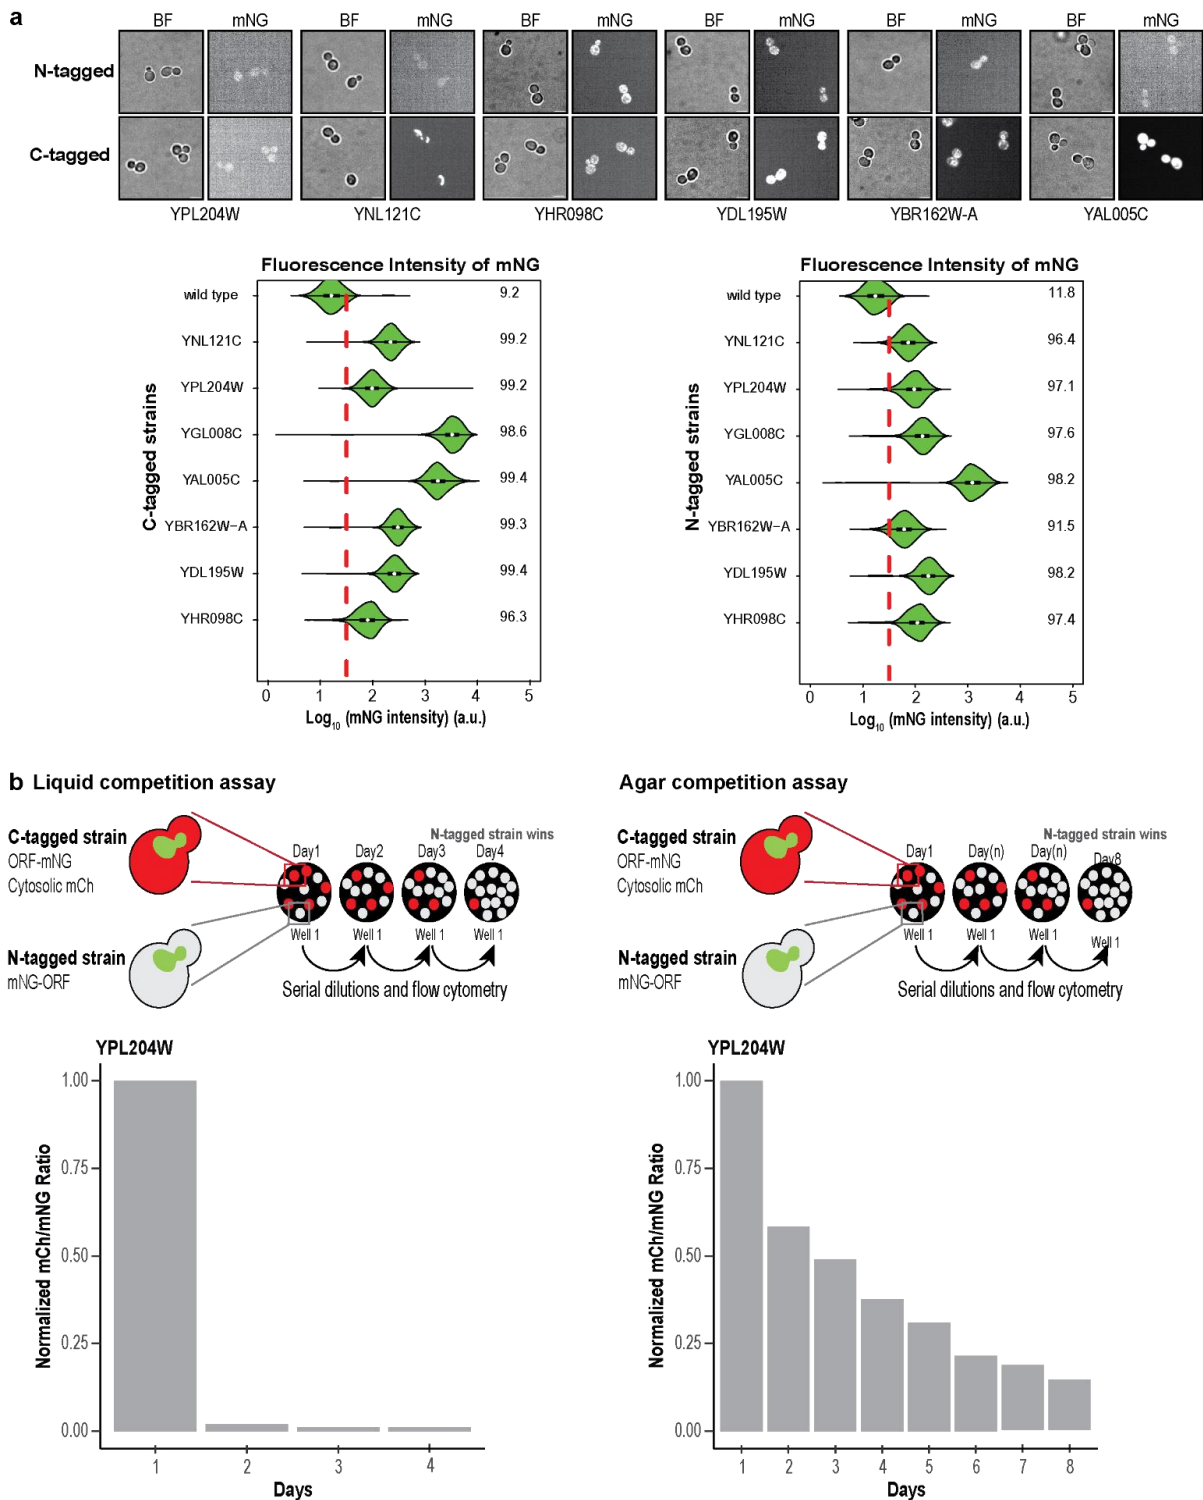 a
BF mNG BF mNG BF mNG BF mNG BF mNG BF mNG
N-tagged
C-tagged
YPL204W YNL121C YHR098C YDL195W YBR162W-A YAL005C
Fluorescence Intensity of mNG
C-tagged strains
wild type 9.2
YNL121C 99.2
YPL204W 99.2
YGL008C 98.6
YAL005C 99.4
YBR162W-A 99.3
YDL195W 99.4
YHR098C 96.3
0 1 2 3 4 5
Log10 (mNG intensity) (a.u.)
Fluorescence Intensity of mNG
N-tagged strains
wild type 11.8
YNL121C 96.4
YPL204W 97.1
YGL008C 97.6
YAL005C 98.2
YBR162W-A 91.5
YDL195W 98.2
YHR098C 97.4
0 1 2 3 4 5
Log10 (mNG intensity) (a.u.)
b Liquid competition assay
C-tagged strain
ORF-mNG
Cytosolic mCh
N-tagged strain
mNG-ORF
N-tagged strain wins
Day1 Day2 Day3 Day4
Well 1 Well 1 Well 1 Well 1
Serial dilutions and flow cytometry
Agar competition assay
C-tagged strain
ORF-mNG
Cytosolic mCh
N-tagged strain
mNG-ORF
N-tagged strain wins
Day1 Day(n) Day(n) Day8
Well 1 Well 1 Well 1 Well 1
Serial dilutions and flow cytometry
YPL204W
Normalized mCh/mNG Ratio
1.00
0.75
0.50
0.25
0.00
1 2 3 4
Days
YPL204W
Normalized mCh/mNG Ratio
1.00
0.75
0.50
0.25
0.00
1 2 3 4 5 6 7 8
Days